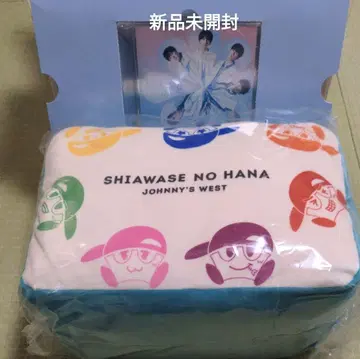 新品未開封
SHIAWASE NO HANA
JOHNNY'S WEST